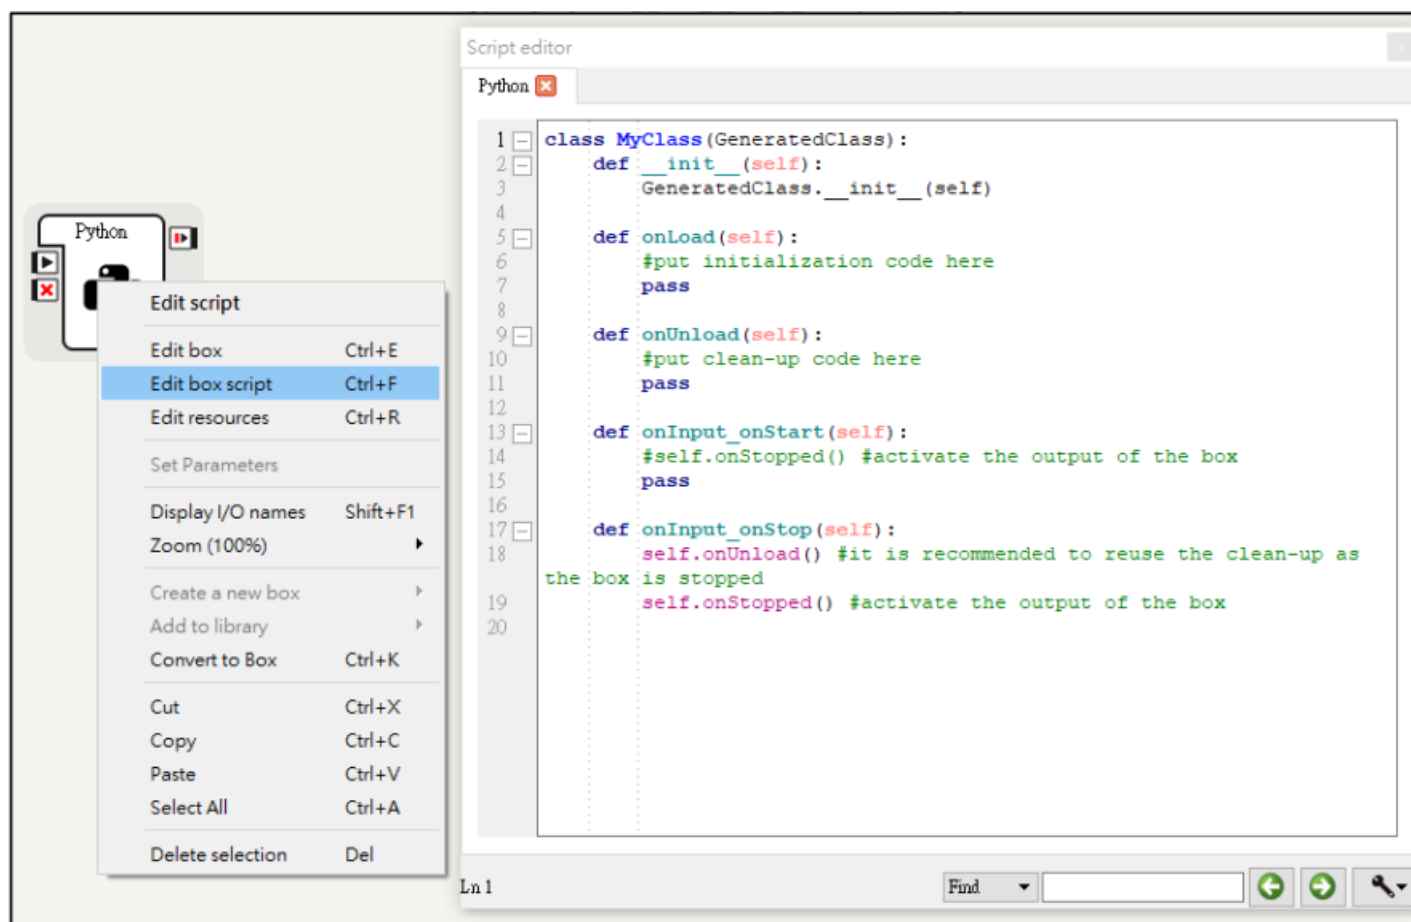 Python
Edit script
Edit box Ctrl+E
Edit box script Ctrl+F
Edit resources Ctrl+R
Set Parameters
Display I/O names Shift+F1
Zoom (100%)
Create a new box
Add to library
Convert to Box Ctrl+K
Cut Ctrl+X
Copy Ctrl+C
Paste Ctrl+V
Select All Ctrl+A
Delete selection Del
Script editor
Python
1 class MyClass(GeneratedClass):
2     def __init__(self):
3         GeneratedClass.__init__(self)
4
5     def onLoad(self):
6         #put initialization code here
7         pass
8
9     def onUnload(self):
10         #put clean-up code here
11         pass
12
13     def onInput_onStart(self):
14         #self.onStopped() #activate the output of the box
15         pass
16
17     def onInput_onStop(self):
18         self.onUnload() #it is recommended to reuse the clean-up as
the box is stopped
19         self.onStopped() #activate the output of the box
20
Ln 1
Find